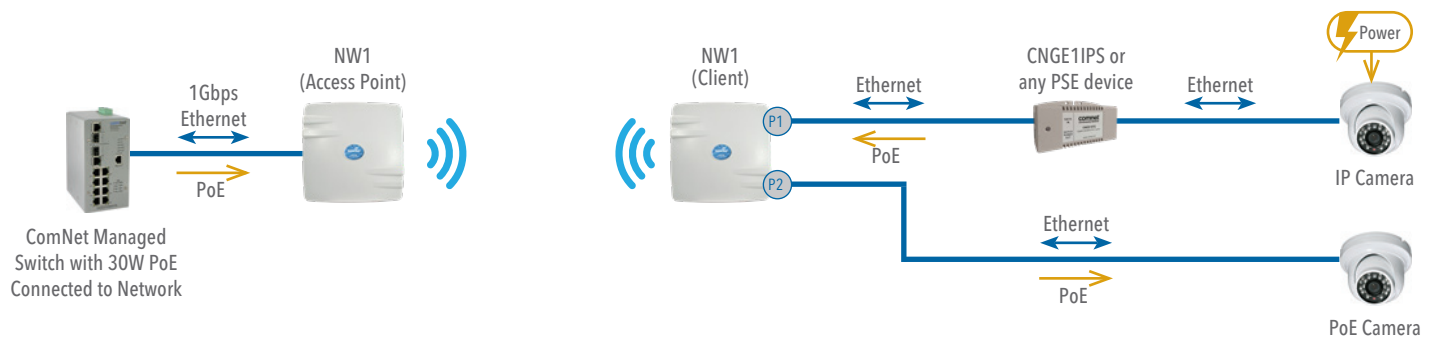 1Gbps
Ethernet
PoE
ComNet Managed
Switch with 30W PoE
Connected to Network
NW1
(Access Point)
NW1
(Client)
P1
P2
Ethernet
PoE
CNGE1IPS or
any PSE device
comnet
Ethernet
Power
IP Camera
Ethernet
PoE
PoE Camera